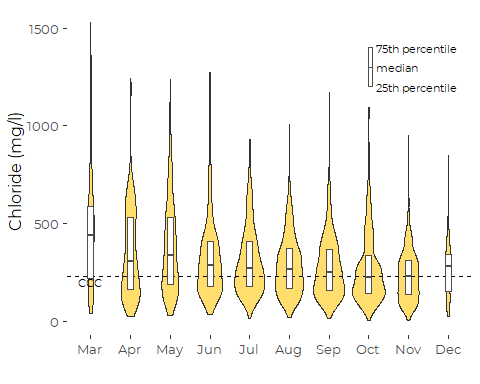 1500
75th percentile
median
25th percentile
1000
Chloride (mg/l)
500
CCC
0
Mar Apr May Jun Jul Aug Sep Oct Nov Dec